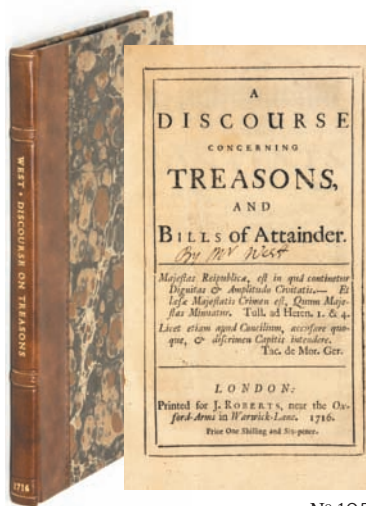 WEST • DISCOURSE ON TREASONS
1716
A
DISCOURSE
CONCERNING
TREASONS,
AND
BILLS of Attainder.
By Mr West
Majestas Reipublicæ, est in quâ continetur
Dignitas & Amplitudo Civitatis.— Et
læsæ Majestatis Crimen est, Quum Maje-
stas Minuatur. Tull. ad Heren. 1. & 4.
Licet etiam apud Concilium, accusare quo-
que, & discrimen Capitis intendere.
Tac. de Mor. Ger.
LONDON:
Printed for J. ROBERTS, near the Ox-
ford-Arms in Warwick-Lane. 1716.
Price One Shilling and Six-pence.